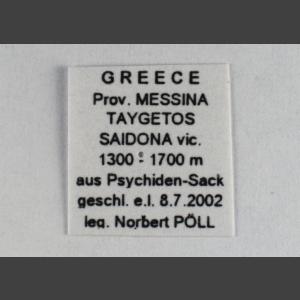 GREECE
Prov. MESSINA
TAYGETOS
SAIDONA vic.
1300 - 1700 m
aus Psychiden-Sack
geschl. e.l. 8.7.2002
leg. Norbert PÖLL